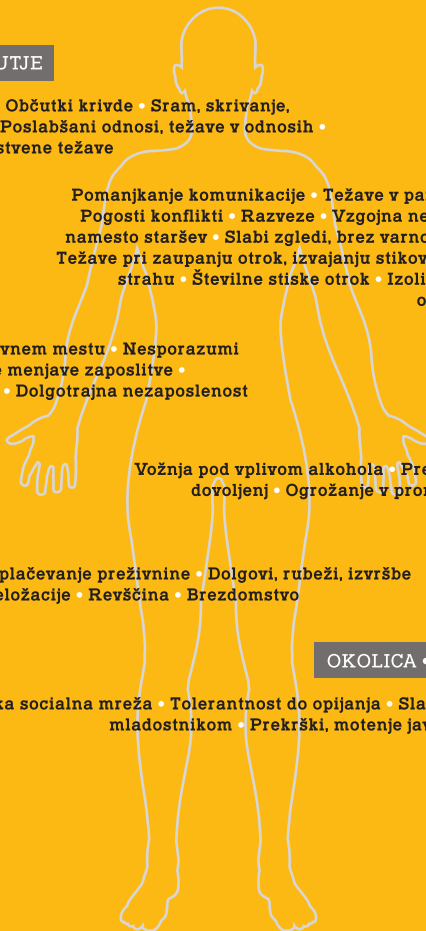 UTJE
Občutki krivde • Sram, skrivanje,
Poslabšani odnosi, težave v odnosih •
stvene težave
Pomanjkanje komunikacije • Težave v pa
Pogosti konflikti • Razveze • Vzgojna ne
namesto staršev • Slabi zgledi, brez varno
Težave pri zaupanju otrok, izvajanju stikov
strahu • Številne stiske otrok • Izoli
o
vnem mestu • Nesporazumi
e menjave zaposlitve •
• Dolgotrajna nezaposlenost
Vožnja pod vplivom alkohola • Pre
dovoljenj • Ogrožanje v pro
plačevanje preživnine • Dolgovi, rubeži, izvršbe
eložacije • Revščina • Brezdomstvo
OKOLICA •
ka socialna mreža • Tolerantnost do opijanja • Sla
mladostnikom • Prekrški, motenje jav